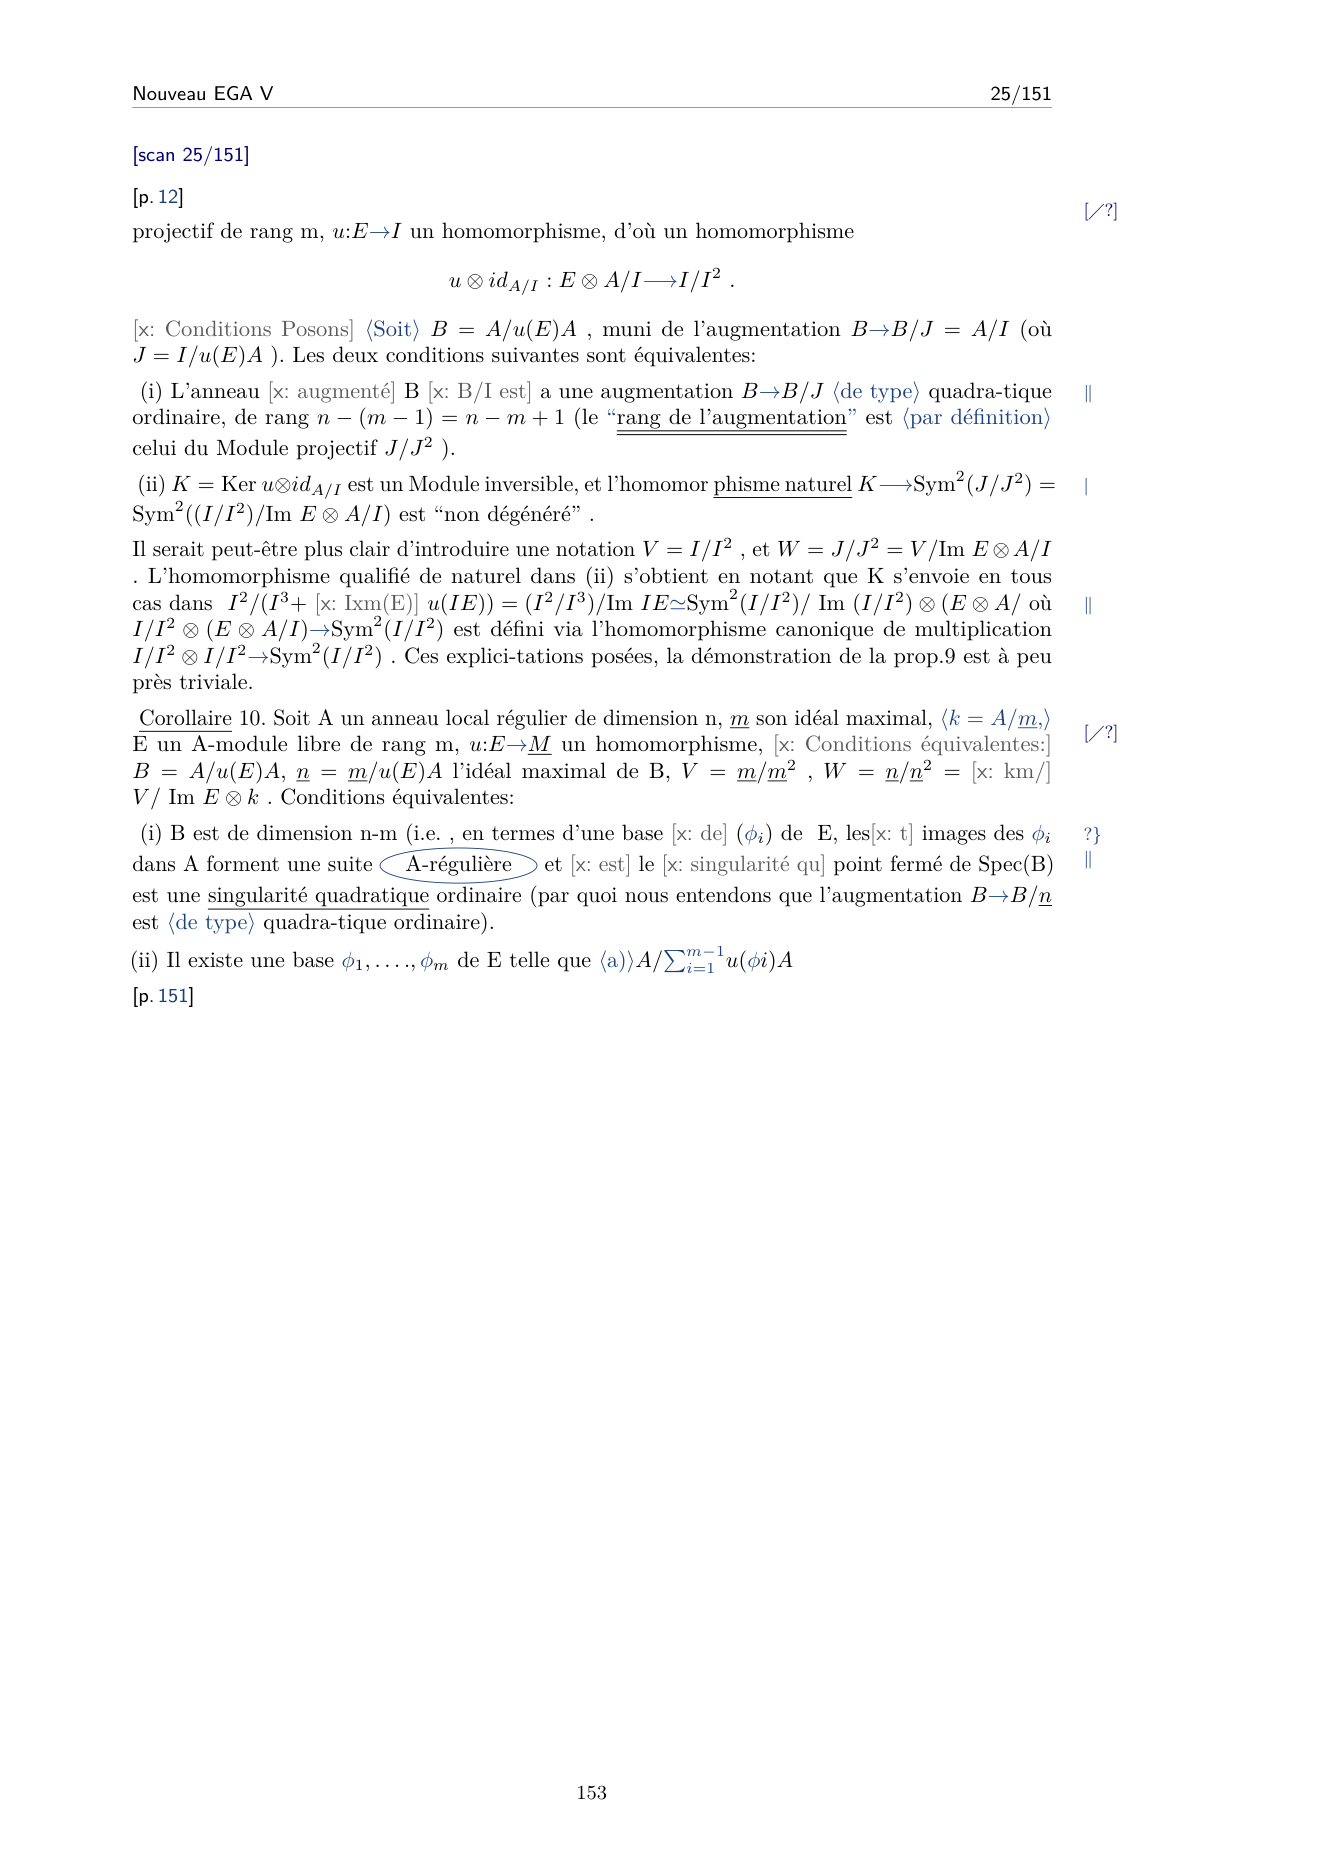 Nouveau EGA V 25/151
[scan 25/151]
[p. 12]
[⟋?]
projectif de rang m, u:E→I un homomorphisme, d'où un homomorphisme
u ⊗ id_{A/I} : E ⊗ A/I⟶I/I² .
[x: Conditions Posons] ⟨Soit⟩ B = A/u(E)A , muni de l'augmentation B→B/J = A/I (où
J = I/u(E)A ). Les deux conditions suivantes sont équivalentes:
(i) L'anneau [x: augmenté] B [x: B/I est] a une augmentation B→B/J ⟨de type⟩ quadra-tique ‖
ordinaire, de rang n − (m − 1) = n − m + 1 (le “rang de l'augmentation” est ⟨par définition⟩
celui du Module projectif J/J² ).
(ii) K = Ker u⊗id_{A/I} est un Module inversible, et l'homomor phisme naturel K⟶Sym²(J/J²) = |
Sym²((I/I²)/Im E ⊗ A/I) est “non dégénéré” .
Il serait peut-être plus clair d'introduire une notation V = I/I² , et W = J/J² = V/Im E ⊗ A/I
. L'homomorphisme qualifié de naturel dans (ii) s'obtient en notant que K s'envoie en tous
cas dans I²/(I³+ [x: Ixm(E)] u(IE)) = (I²/I³)/Im IE≃Sym²(I/I²)/ Im (I/I²) ⊗ (E ⊗ A/ où ‖
I/I² ⊗ (E ⊗ A/I)→Sym²(I/I²) est défini via l'homomorphisme canonique de multiplication
I/I² ⊗ I/I²→Sym²(I/I²) . Ces explici-tations posées, la démonstration de la prop.9 est à peu
près triviale.
Corollaire 10. Soit A un anneau local régulier de dimension n, m son idéal maximal, ⟨k = A/m,⟩
[⟋?]
E un A-module libre de rang m, u:E→M un homomorphisme, [x: Conditions équivalentes:]
B = A/u(E)A, n = m/u(E)A l'idéal maximal de B, V = m/m² , W = n/n² = [x: km/]
V/ Im E ⊗ k . Conditions équivalentes:
(i) B est de dimension n-m (i.e. , en termes d'une base [x: de] (ϕ_i) de E, les[x: t] images des ϕ_i ?}
dans A forment une suite A-régulière et [x: est] le [x: singularité qu] point fermé de Spec(B) ‖
est une singularité quadratique ordinaire (par quoi nous entendons que l'augmentation B→B/n
est ⟨de type⟩ quadra-tique ordinaire).
(ii) Il existe une base ϕ₁, . . . ., ϕ_m de E telle que ⟨a)⟩A/∑_{i=1}^{m−1}u(ϕi)A
[p. 151]
153